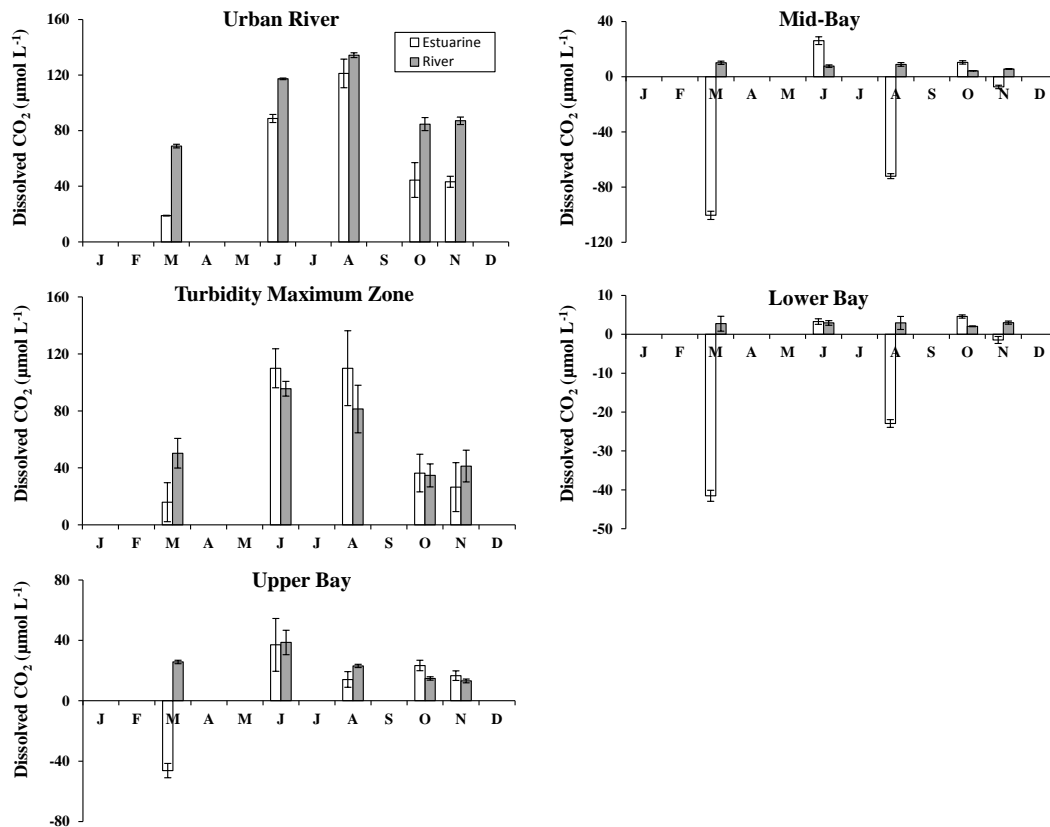 Urban River
Dissolved CO₂ (μmol L⁻¹)
160
120
80
40
0
Estuarine
River
J F M A M J J A S O N D
Turbidity Maximum Zone
Dissolved CO₂ (μmol L⁻¹)
160
120
80
40
0
J F M A M J J A S O N D
Upper Bay
Dissolved CO₂ (μmol L⁻¹)
80
40
0
-40
-80
J F M A M J J A S O N D
Mid-Bay
Dissolved CO₂ (μmol L⁻¹)
40
0
-40
-80
-120
J F M A M J J A S O N D
Lower Bay
Dissolved CO₂ (μmol L⁻¹)
10
0
-10
-20
-30
-40
-50
J F M A M J J A S O N D